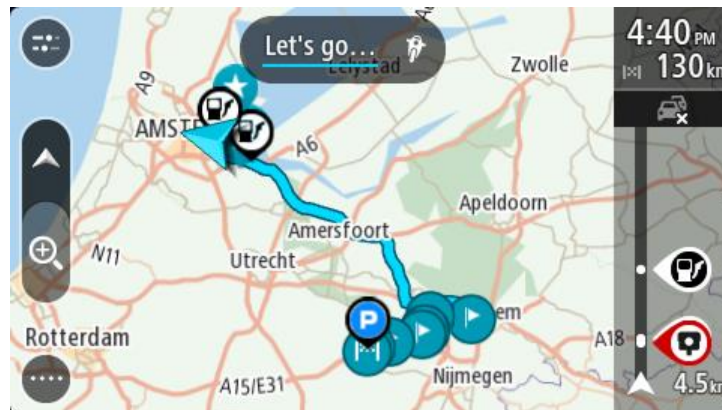 Let's go...
4:40 PM
130 km
Lelystad
Zwolle
A9
AMST
A6
Apeldoorn
Amersfoort
N11
Utrecht
P
em
Rotterdam
A18
A15/E31
Nijmegen
4.5 km